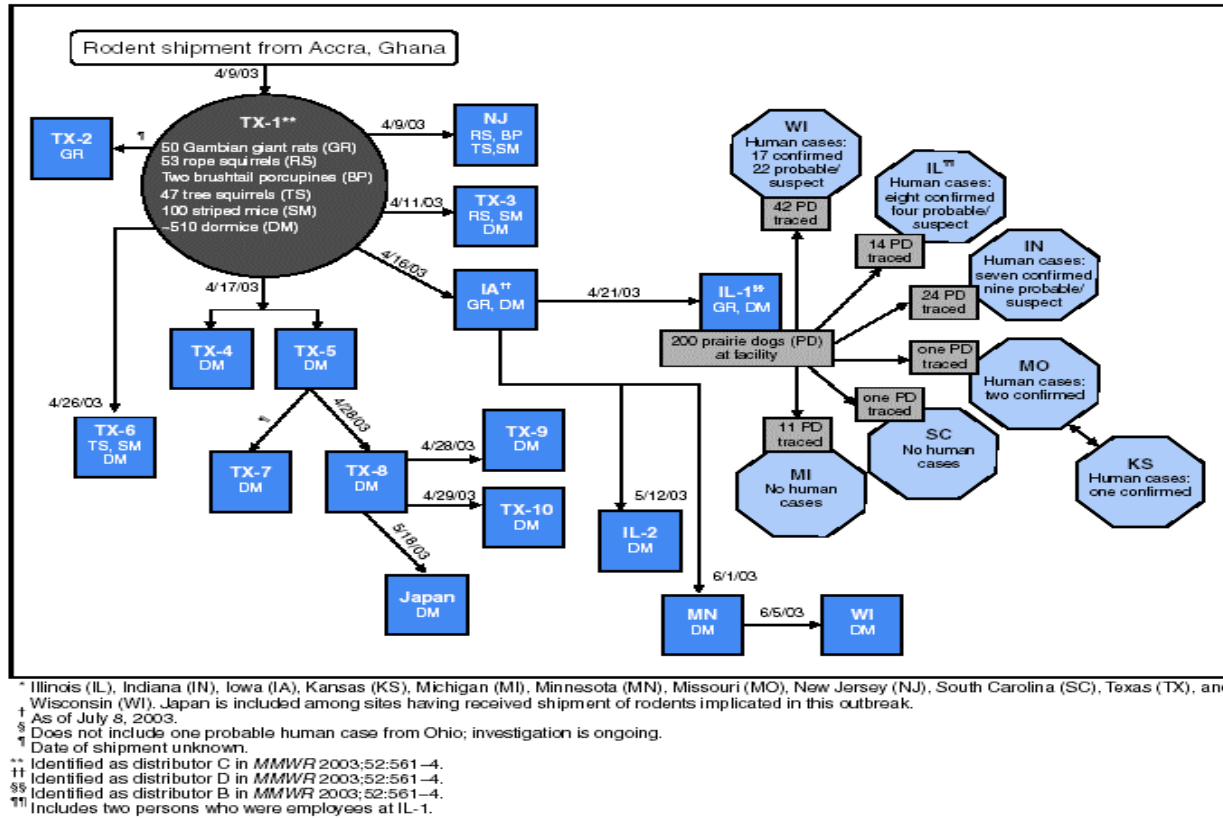 Rodent shipment from Accra, Ghana
4/9/03
TX-1**
50 Gambian giant rats (GR)
53 rope squirrels (RS)
Two brushtail porcupines (BP)
47 tree squirrels (TS)
100 striped mice (SM)
~510 dormice (DM)
¶
TX-2
GR
4/9/03
NJ
RS, BP
TS,SM
4/11/03
TX-3
RS, SM
DM
4/16/03
IA††
GR, DM
4/21/03
IL-1§§
GR, DM
200 prairie dogs (PD)
at facility
WI
Human cases:
17 confirmed
22 probable/
suspect
42 PD
traced
IL¶¶
Human cases:
eight confirmed
four probable/
suspect
14 PD
traced
IN
Human cases:
seven confirmed
nine probable/
suspect
24 PD
traced
one PD
traced
MO
Human cases:
two confirmed
one PD
traced
SC
No human
cases
11 PD
traced
MI
No human
cases
KS
Human cases:
one confirmed
4/17/03
TX-4
DM
TX-5
DM
4/26/03
TX-6
TS, SM
DM
¶
TX-7
DM
4/28/03
TX-8
DM
4/28/03
TX-9
DM
4/29/03
TX-10
DM
5/18/03
Japan
DM
5/12/03
IL-2
DM
6/1/03
MN
DM
6/5/03
WI
DM
* Illinois (IL), Indiana (IN), Iowa (IA), Kansas (KS), Michigan (MI), Minnesota (MN), Missouri (MO), New Jersey (NJ), South Carolina (SC), Texas (TX), and
Wisconsin (WI). Japan is included among sites having received shipment of rodents implicated in this outbreak.
† As of July 8, 2003.
§ Does not include one probable human case from Ohio; investigation is ongoing.
¶ Date of shipment unknown.
** Identified as distributor C in MMWR 2003;52:561–4.
†† Identified as distributor D in MMWR 2003;52:561–4.
§§ Identified as distributor B in MMWR 2003;52:561–4.
¶¶ Includes two persons who were employees at IL-1.